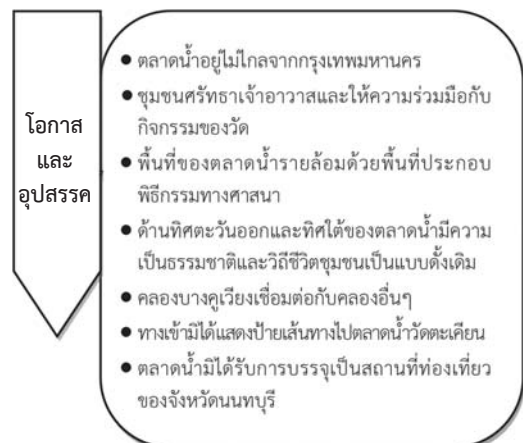 โอกาส
และ
อุปสรรค
● ตลาดน้ำอยู่ไม่ไกลจากกรุงเทพมหานคร
● ชุมชนศรัทธาเจ้าอาวาสและให้ความร่วมมือกับ
กิจกรรมของวัด
● พื้นที่ของตลาดน้ำรายล้อมด้วยพื้นที่ประกอบ
พิธีกรรมทางศาสนา
● ด้านทิศตะวันออกและทิศใต้ของตลาดน้ำมีความ
เป็นธรรมชาติและวิถีชีวิตชุมชนเป็นแบบดั้งเดิม
● คลองบางคูเวียงเชื่อมต่อกับคลองอื่นๆ
● ทางเข้ามิได้แสดงป้ายเส้นทางไปตลาดน้ำวัดตะเคียน
● ตลาดน้ำมิได้รับการบรรจุเป็นสถานที่ท่องเที่ยว
ของจังหวัดนนทบุรี